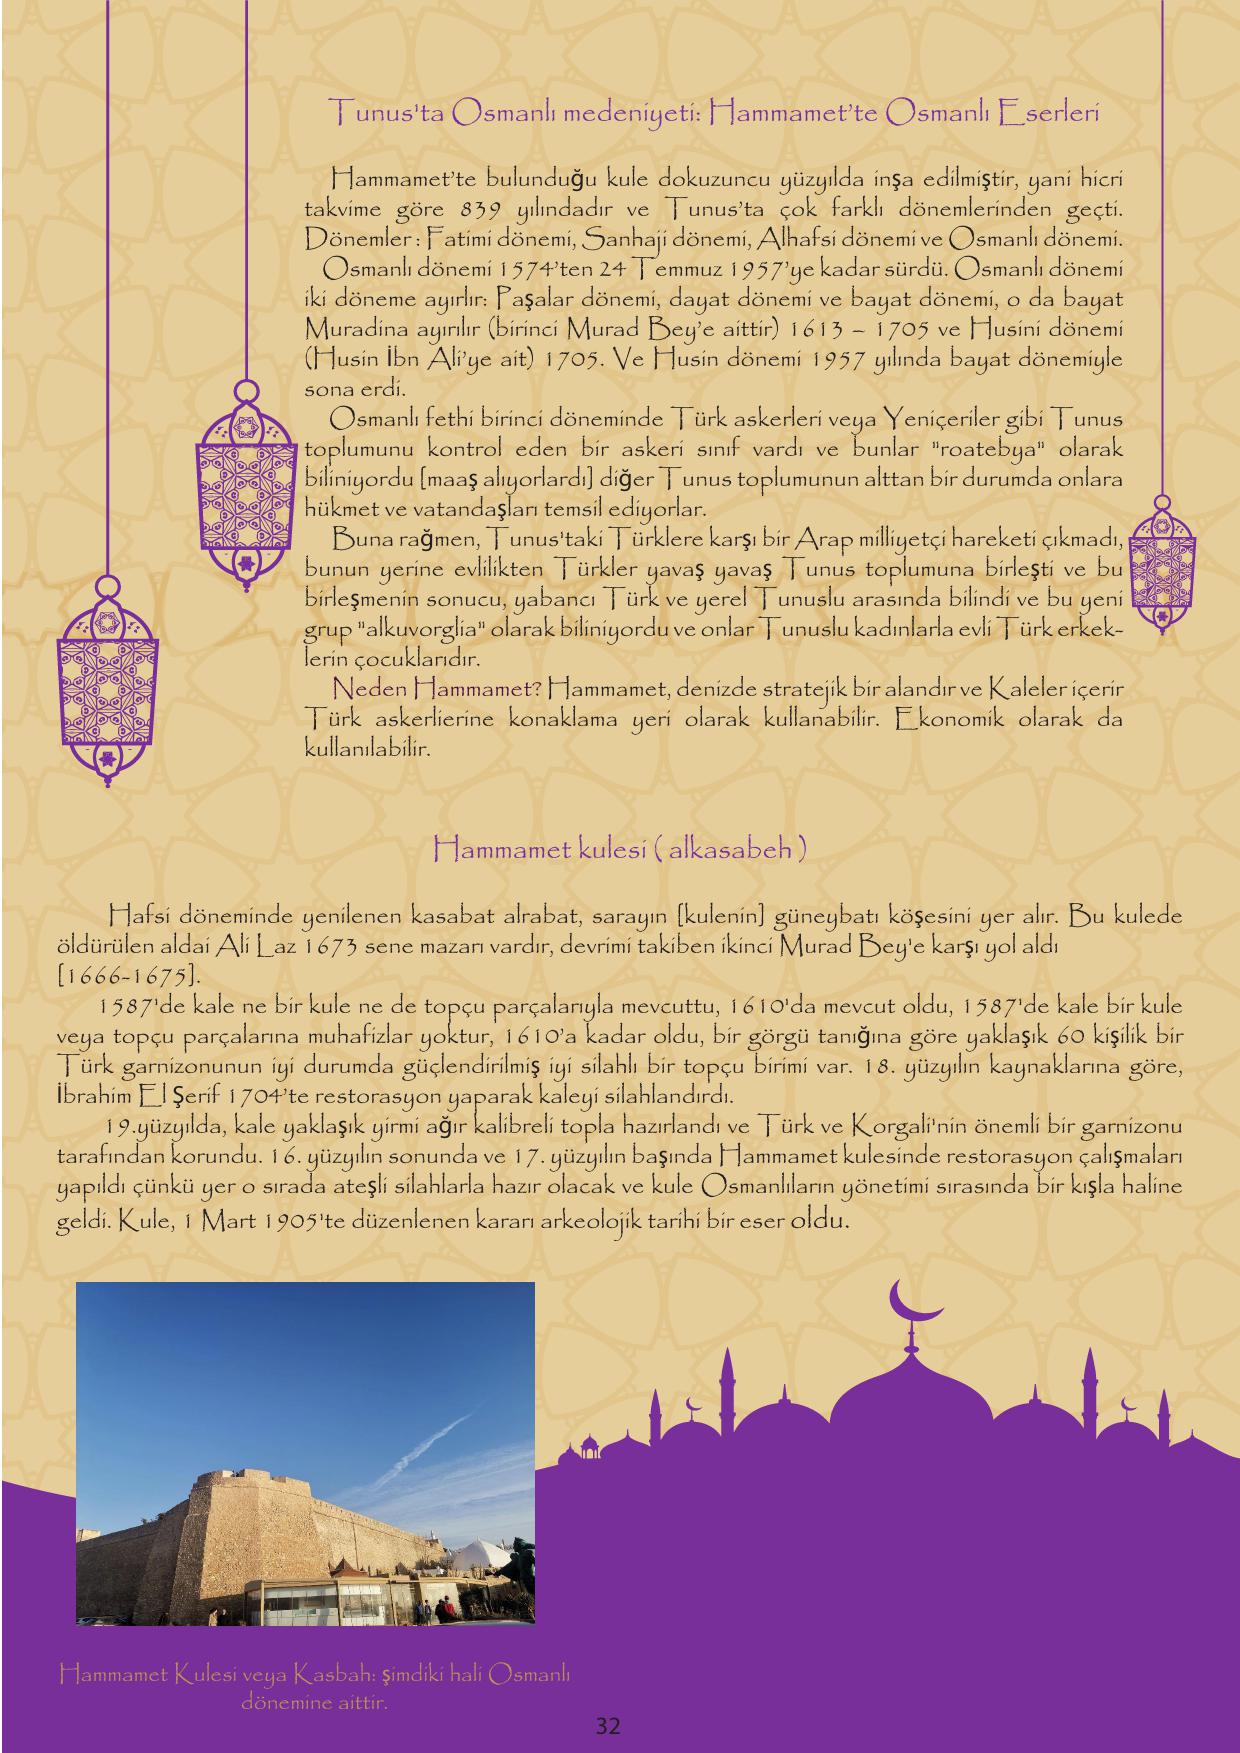 Tunus'ta Osmanlı medeniyeti: Hammamet’te Osmanlı Eserleri
Hammamet’te bulunduğu kule dokuzuncu yüzyılda inşa edilmiştir, yani hicri
takvime göre 839 yılındadır ve Tunus’ta çok farklı dönemlerinden geçti.
Dönemler : Fatimi dönemi, Sanhaji dönemi, Alhafsi dönemi ve Osmanlı dönemi.
Osmanlı dönemi 1574’ten 24 Temmuz 1957’ye kadar sürdü. Osmanlı dönemi
iki döneme ayırlır: Paşalar dönemi, dayat dönemi ve bayat dönemi, o da bayat
Muradina ayırılır (birinci Murad Bey’e aittir) 1613 – 1705 ve Husini dönemi
(Husin İbn Ali’ye ait) 1705. Ve Husin dönemi 1957 yılında bayat dönemiyle
sona erdi.
Osmanlı fethi birinci döneminde Türk askerleri veya Yeniçeriler gibi Tunus
toplumunu kontrol eden bir askeri sınıf vardı ve bunlar "roatebya" olarak
biliniyordu [maaş alıyorlardı] diğer Tunus toplumunun alttan bir durumda onlara
hükmet ve vatandaşları temsil ediyorlar.
Buna rağmen, Tunus'taki Türklere karşı bir Arap milliyetçi hareketi çıkmadı,
bunun yerine evlilikten Türkler yavaş yavaş Tunus toplumuna birleşti ve bu
birleşmenin sonucu, yabancı Türk ve yerel Tunuslu arasında bilindi ve bu yeni
grup "alkuvorglia" olarak biliniyordu ve onlar Tunuslu kadınlarla evli Türk erkek-
lerin çocuklarıdır.
Neden Hammamet? Hammamet, denizde stratejik bir alandır ve Kaleler içerir
Türk askerlierine konaklama yeri olarak kullanabilir. Ekonomik olarak da
kullanılabilir.
Hammamet kulesi ( alkasabeh )
Hafsi döneminde yenilenen kasabat alrabat, sarayın [kulenin] güneybatı köşesini yer alır. Bu kulede
öldürülen aldai Ali Laz 1673 sene mazarı vardır, devrimi takiben ikinci Murad Bey'e karşı yol aldı
[1666-1675].
1587'de kale ne bir kule ne de topçu parçalarıyla mevcuttu, 1610'da mevcut oldu, 1587'de kale bir kule
veya topçu parçalarına muhafizlar yoktur, 1610’a kadar oldu, bir görgü tanığına göre yaklaşık 60 kişilik bir
Türk garnizonunun iyi durumda güçlendirilmiş iyi silahlı bir topçu birimi var. 18. yüzyılın kaynaklarına göre,
İbrahim El Şerif 1704’te restorasyon yaparak kaleyi silahlandırdı.
19.yüzyılda, kale yaklaşık yirmi ağır kalibreli topla hazırlandı ve Türk ve Korgali'nin önemli bir garnizonu
tarafından korundu. 16. yüzyılın sonunda ve 17. yüzyılın başında Hammamet kulesinde restorasyon çalışmaları
yapıldı çünkü yer o sırada ateşli silahlarla hazır olacak ve kule Osmanlıların yönetimi sırasında bir kışla haline
geldi. Kule, 1 Mart 1905'te düzenlenen kararı arkeolojik tarihi bir eser oldu.
Hammamet Kulesi veya Kasbah: şimdiki hali Osmanlı
dönemine aittir.
32